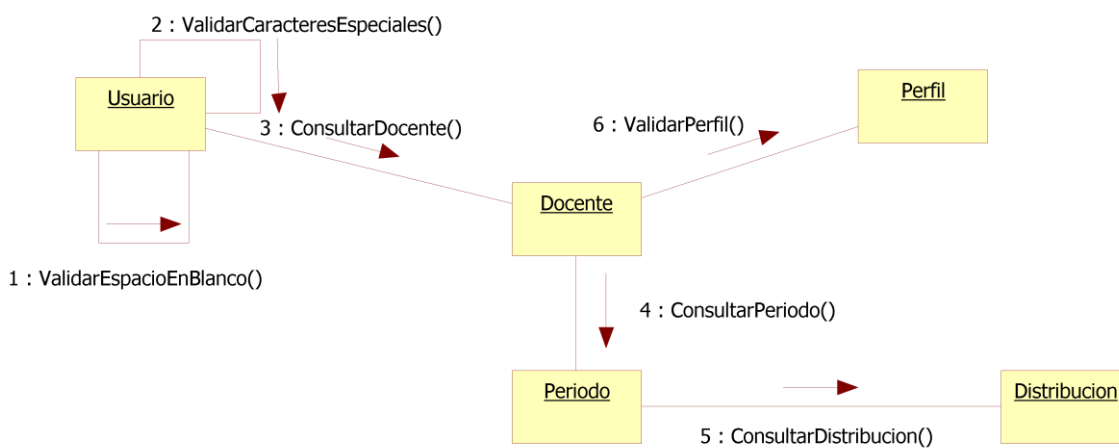 2 : ValidarCaracteresEspeciales()
Usuario
Perfil
3 : ConsultarDocente()
6 : ValidarPerfil()
Docente
1 : ValidarEspacioEnBlanco()
4 : ConsultarPeriodo()
Periodo
Distribucion
5 : ConsultarDistribucion()